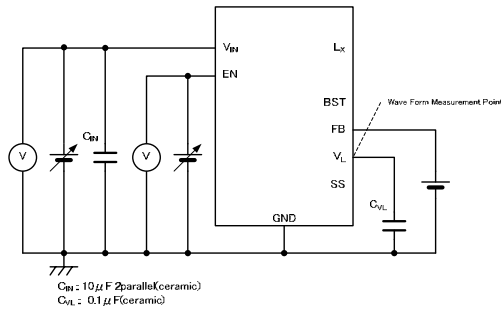 VIN
LX
EN
BST
Wave Form Measurement Point
FB
CIN
V
V
VL
SS
CVL
GND
CIN : 10μF 2parallel(ceramic)
CVL : 0.1μF(ceramic)